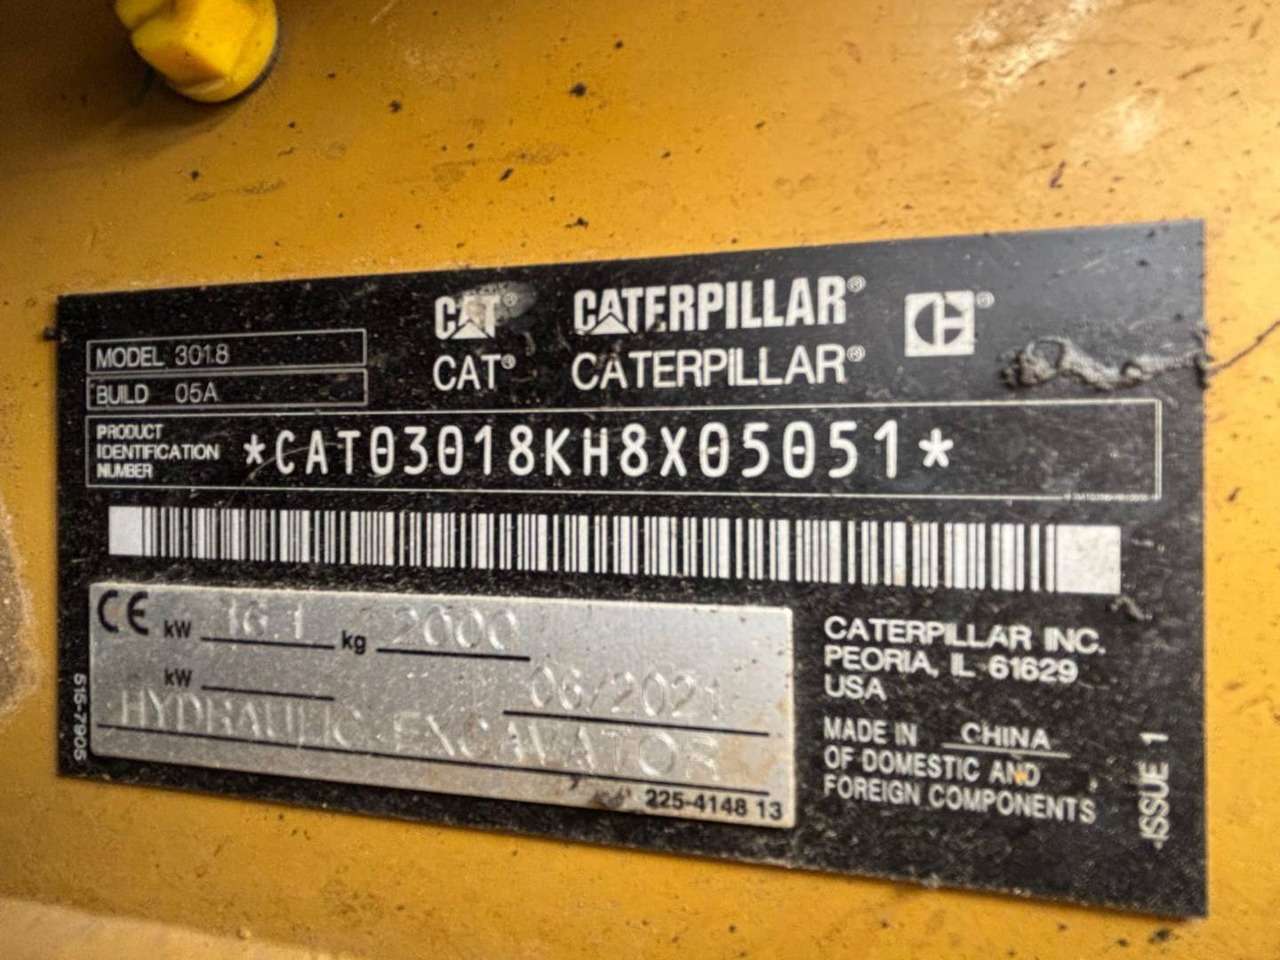 CAT® CATERPILLAR® CH®
CAT® CATERPILLAR®
MODEL 301.8
BUILD 05A
PRODUCT
IDENTIFICATION
NUMBER
*CAT03018KH8X05051*
CE kW 16.1 kg 2000
kW 06/2021
HYDRAULIC EXCAVATOR
225-4148 13
515-7905
CATERPILLAR INC.
PEORIA, IL 61629
USA
MADE IN CHINA
OF DOMESTIC AND
FOREIGN COMPONENTS
ISSUE 1